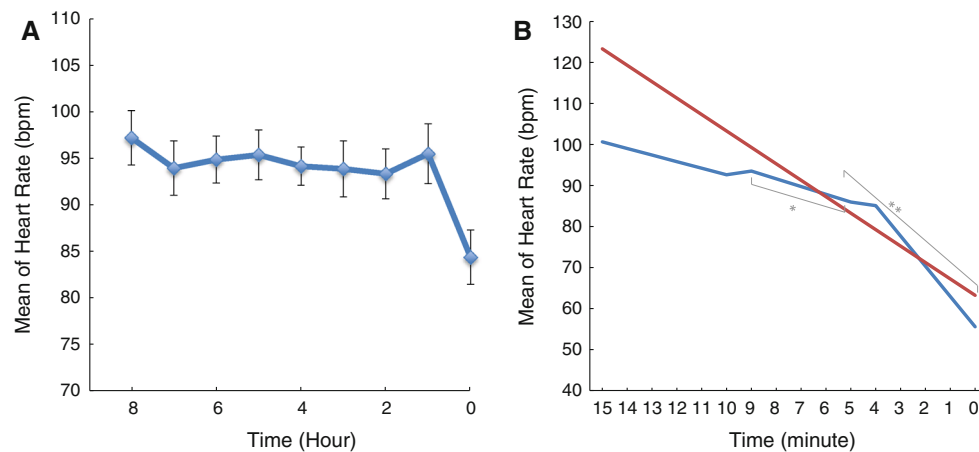 A
Mean of Heart Rate (bpm)
110
105
100
95
90
85
80
75
70
8 6 4 2 0
Time (Hour)
B
Mean of Heart Rate (bpm)
130
120
110
100
90
80
70
60
50
40
*
**
15 14 13 12 11 10 9 8 7 6 5 4 3 2 1 0
Time (minute)